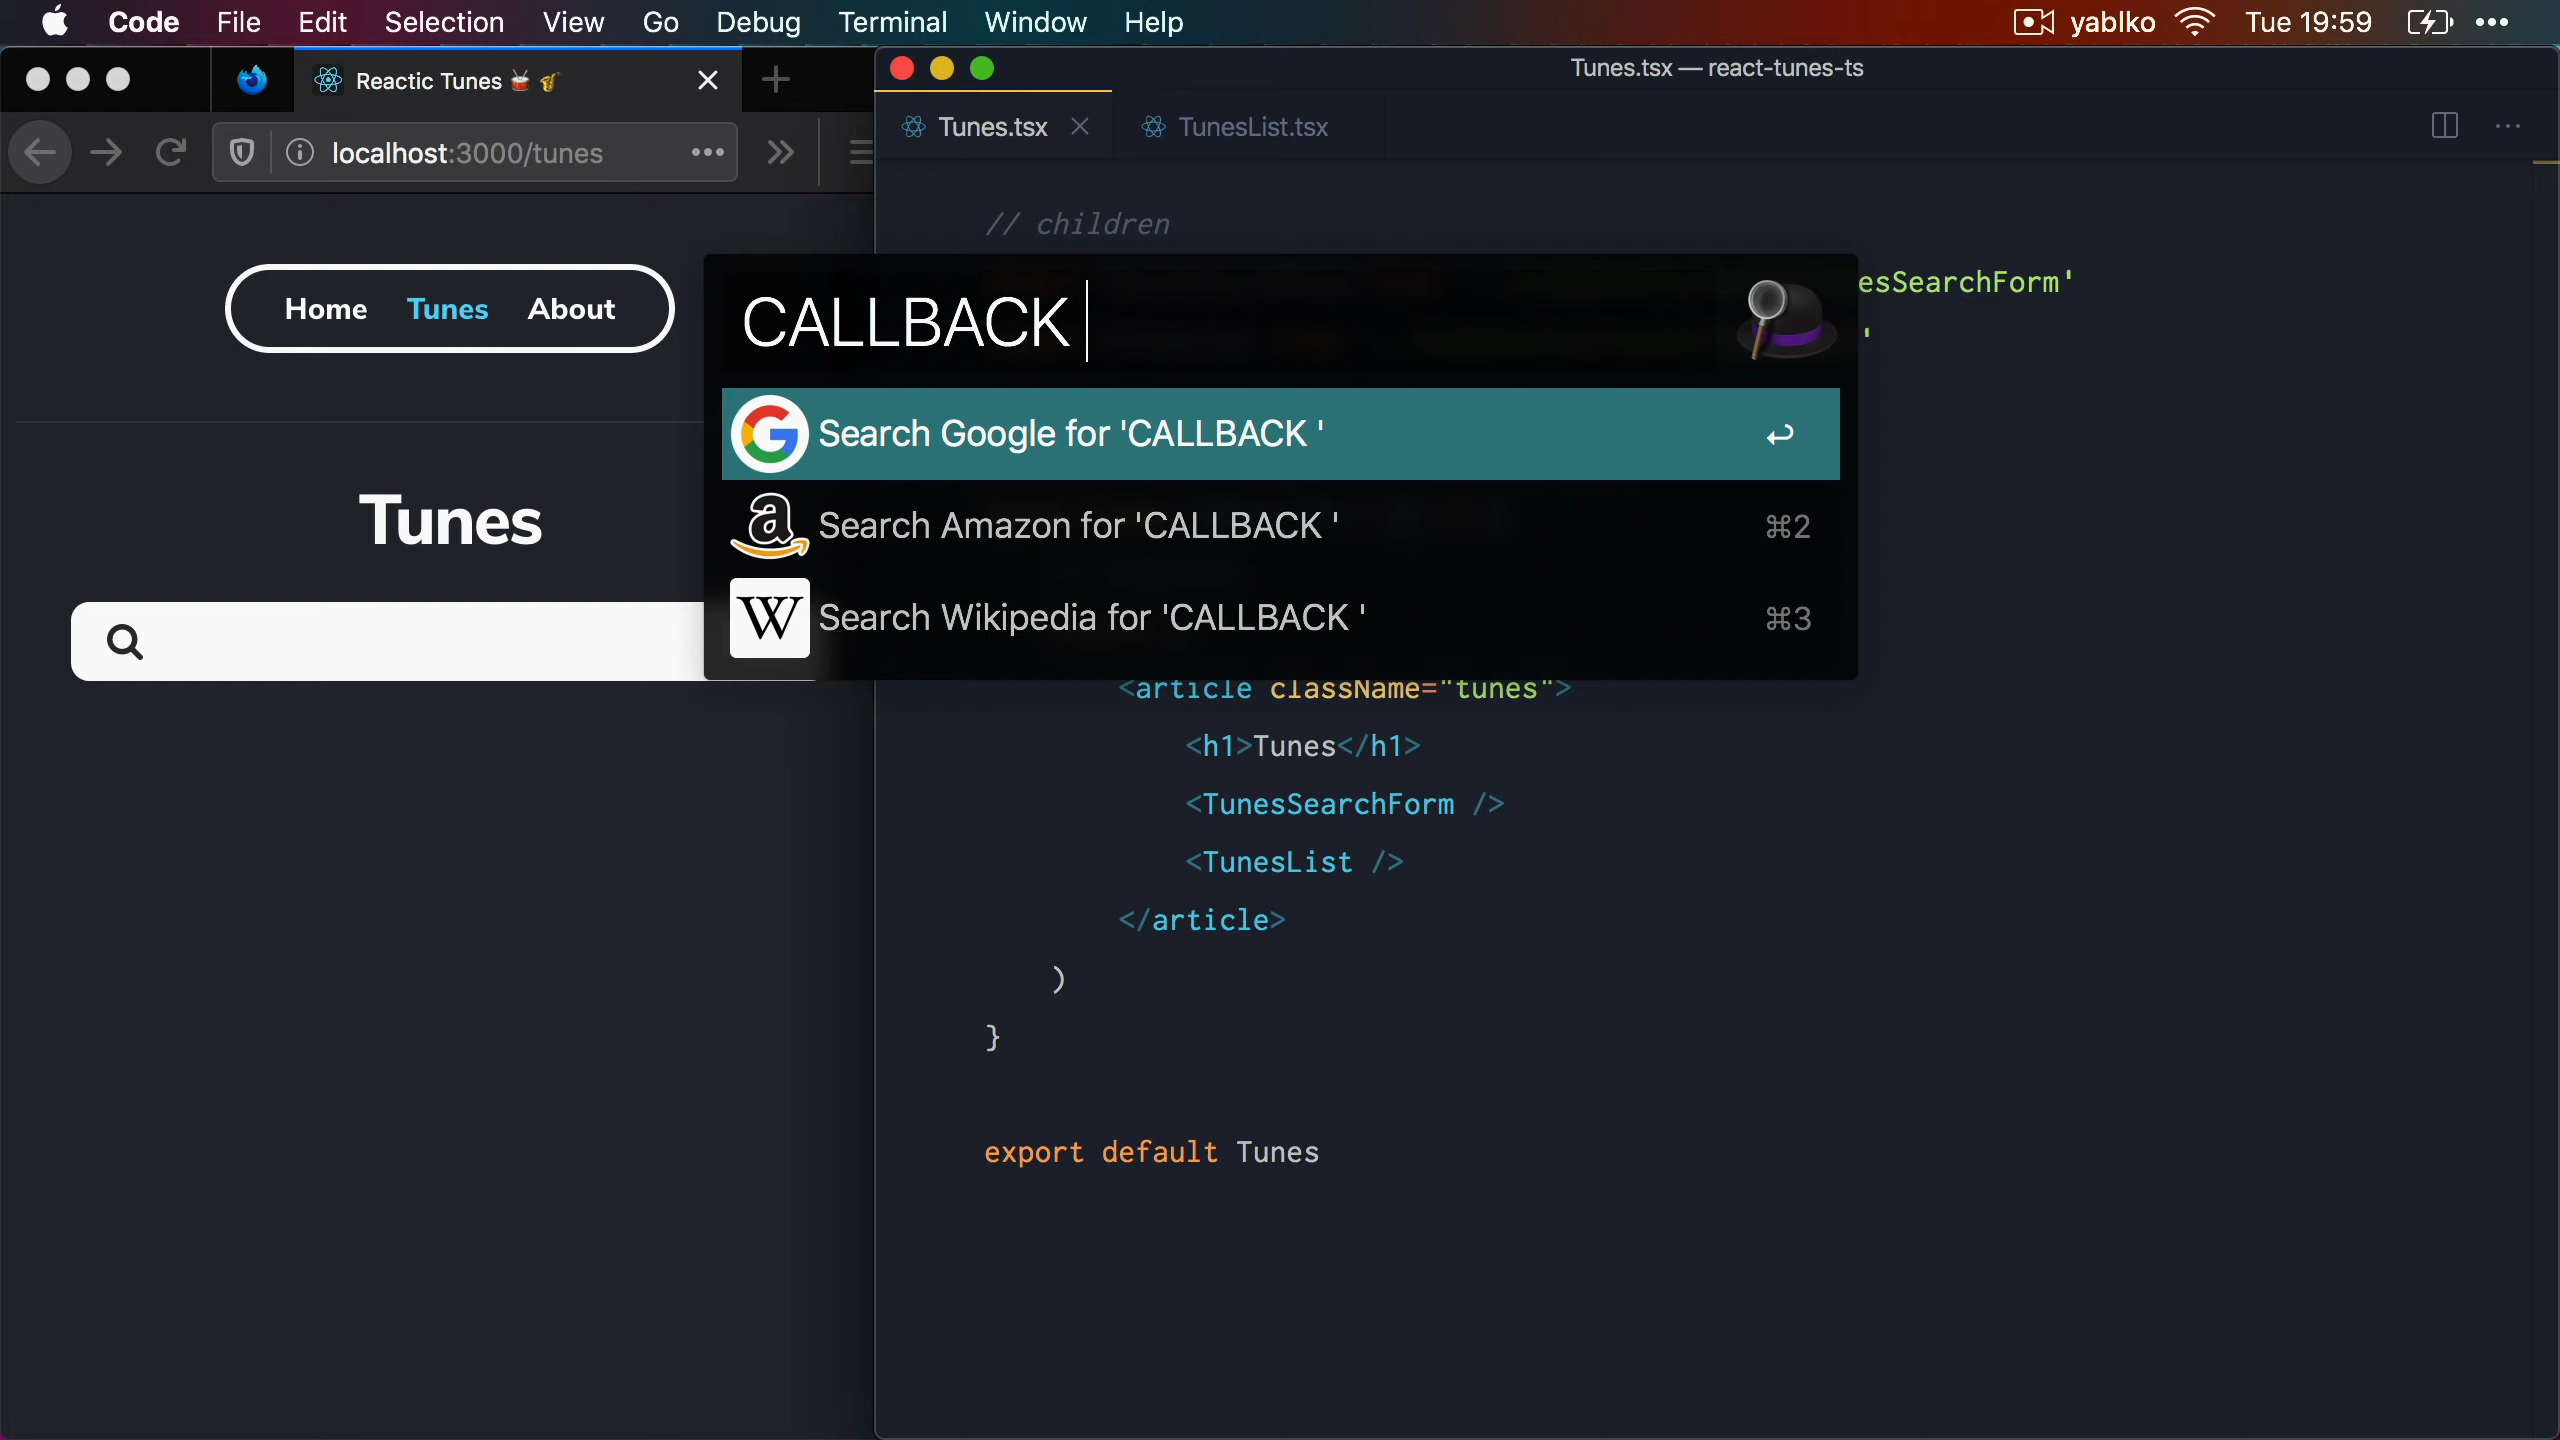 Code File Edit Selection View Go Debug Terminal Window Help yablko Tue 19:59
Reactic Tunes
localhost:3000/tunes
Home Tunes About
Tunes
Tunes.tsx — react-tunes-ts
Tunes.tsx TunesList.tsx
// children
esSearchForm'
'
CALLBACK
Search Google for 'CALLBACK '
Search Amazon for 'CALLBACK ' ⌘2
Search Wikipedia for 'CALLBACK ' ⌘3
<article className="tunes">
<h1>Tunes</h1>
<TunesSearchForm />
<TunesList />
</article>
)
}
export default Tunes